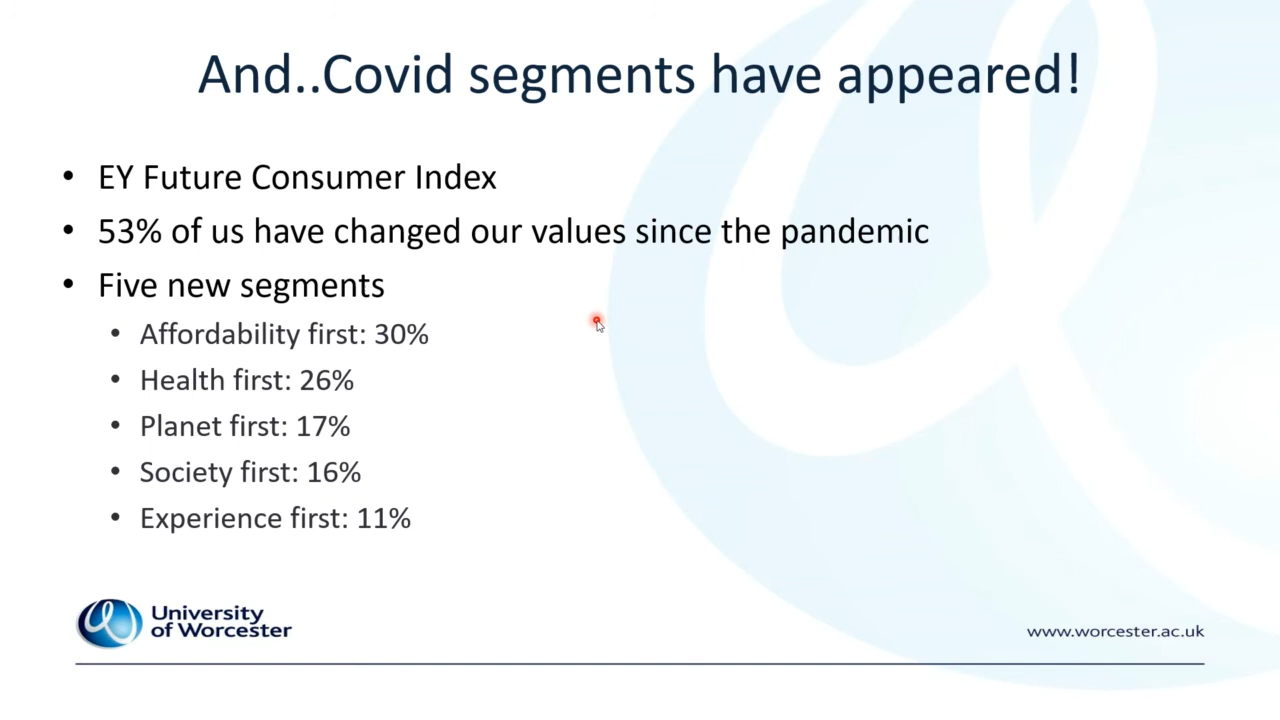 And..Covid segments have appeared!
• EY Future Consumer Index
• 53% of us have changed our values since the pandemic
• Five new segments
• Affordability first: 30%
• Health first: 26%
• Planet first: 17%
• Society first: 16%
• Experience first: 11%
University
of Worcester
www.worcester.ac.uk